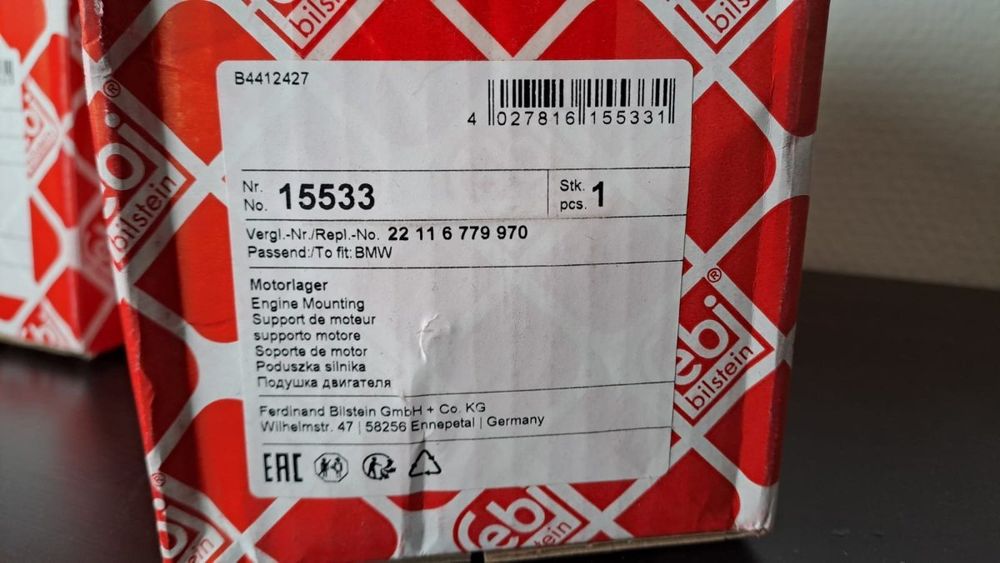 bilstein
bilstein
febi
bilstein
B4412427
4 027816 155331
Nr.
No. 15533
Stk.
pcs. 1
Vergl.-Nr./Repl.-No. 22 11 6 779 970
Passend:/To fit: BMW
Motorlager
Engine Mounting
Support de moteur
supporto motore
Soporte de motor
Poduszka silnika
Подушка двигателя
Ferdinand Bilstein GmbH + Co. KG
Wilhelmstr. 47 | 58256 Ennepetal | Germany
EAC
febi
bilstein
febi
bilstein